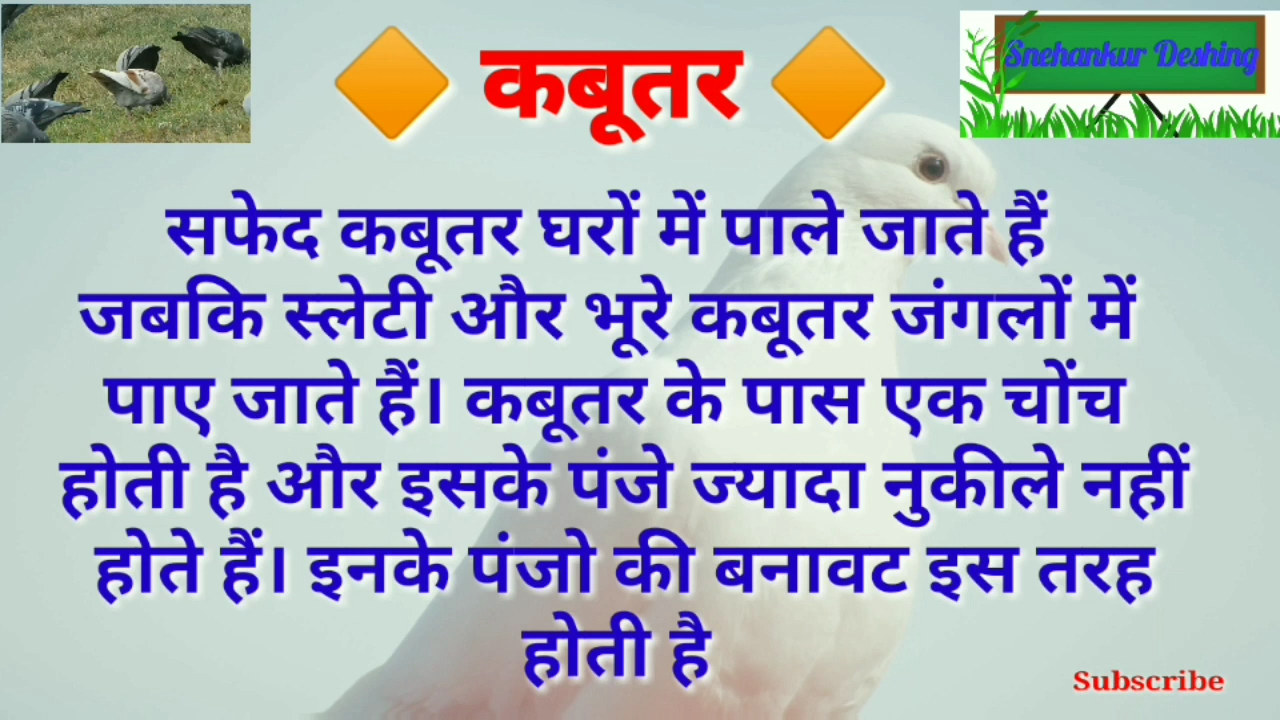 कबूतर
Snehankur Deshing
सफेद कबूतर घरों में पाले जाते हैं
जबकि स्लेटी और भूरे कबूतर जंगलों में
पाए जाते हैं। कबूतर के पास एक चोंच
होती है और इसके पंजे ज्यादा नुकीले नहीं
होते हैं। इनके पंजो की बनावट इस तरह
होती है
Subscribe